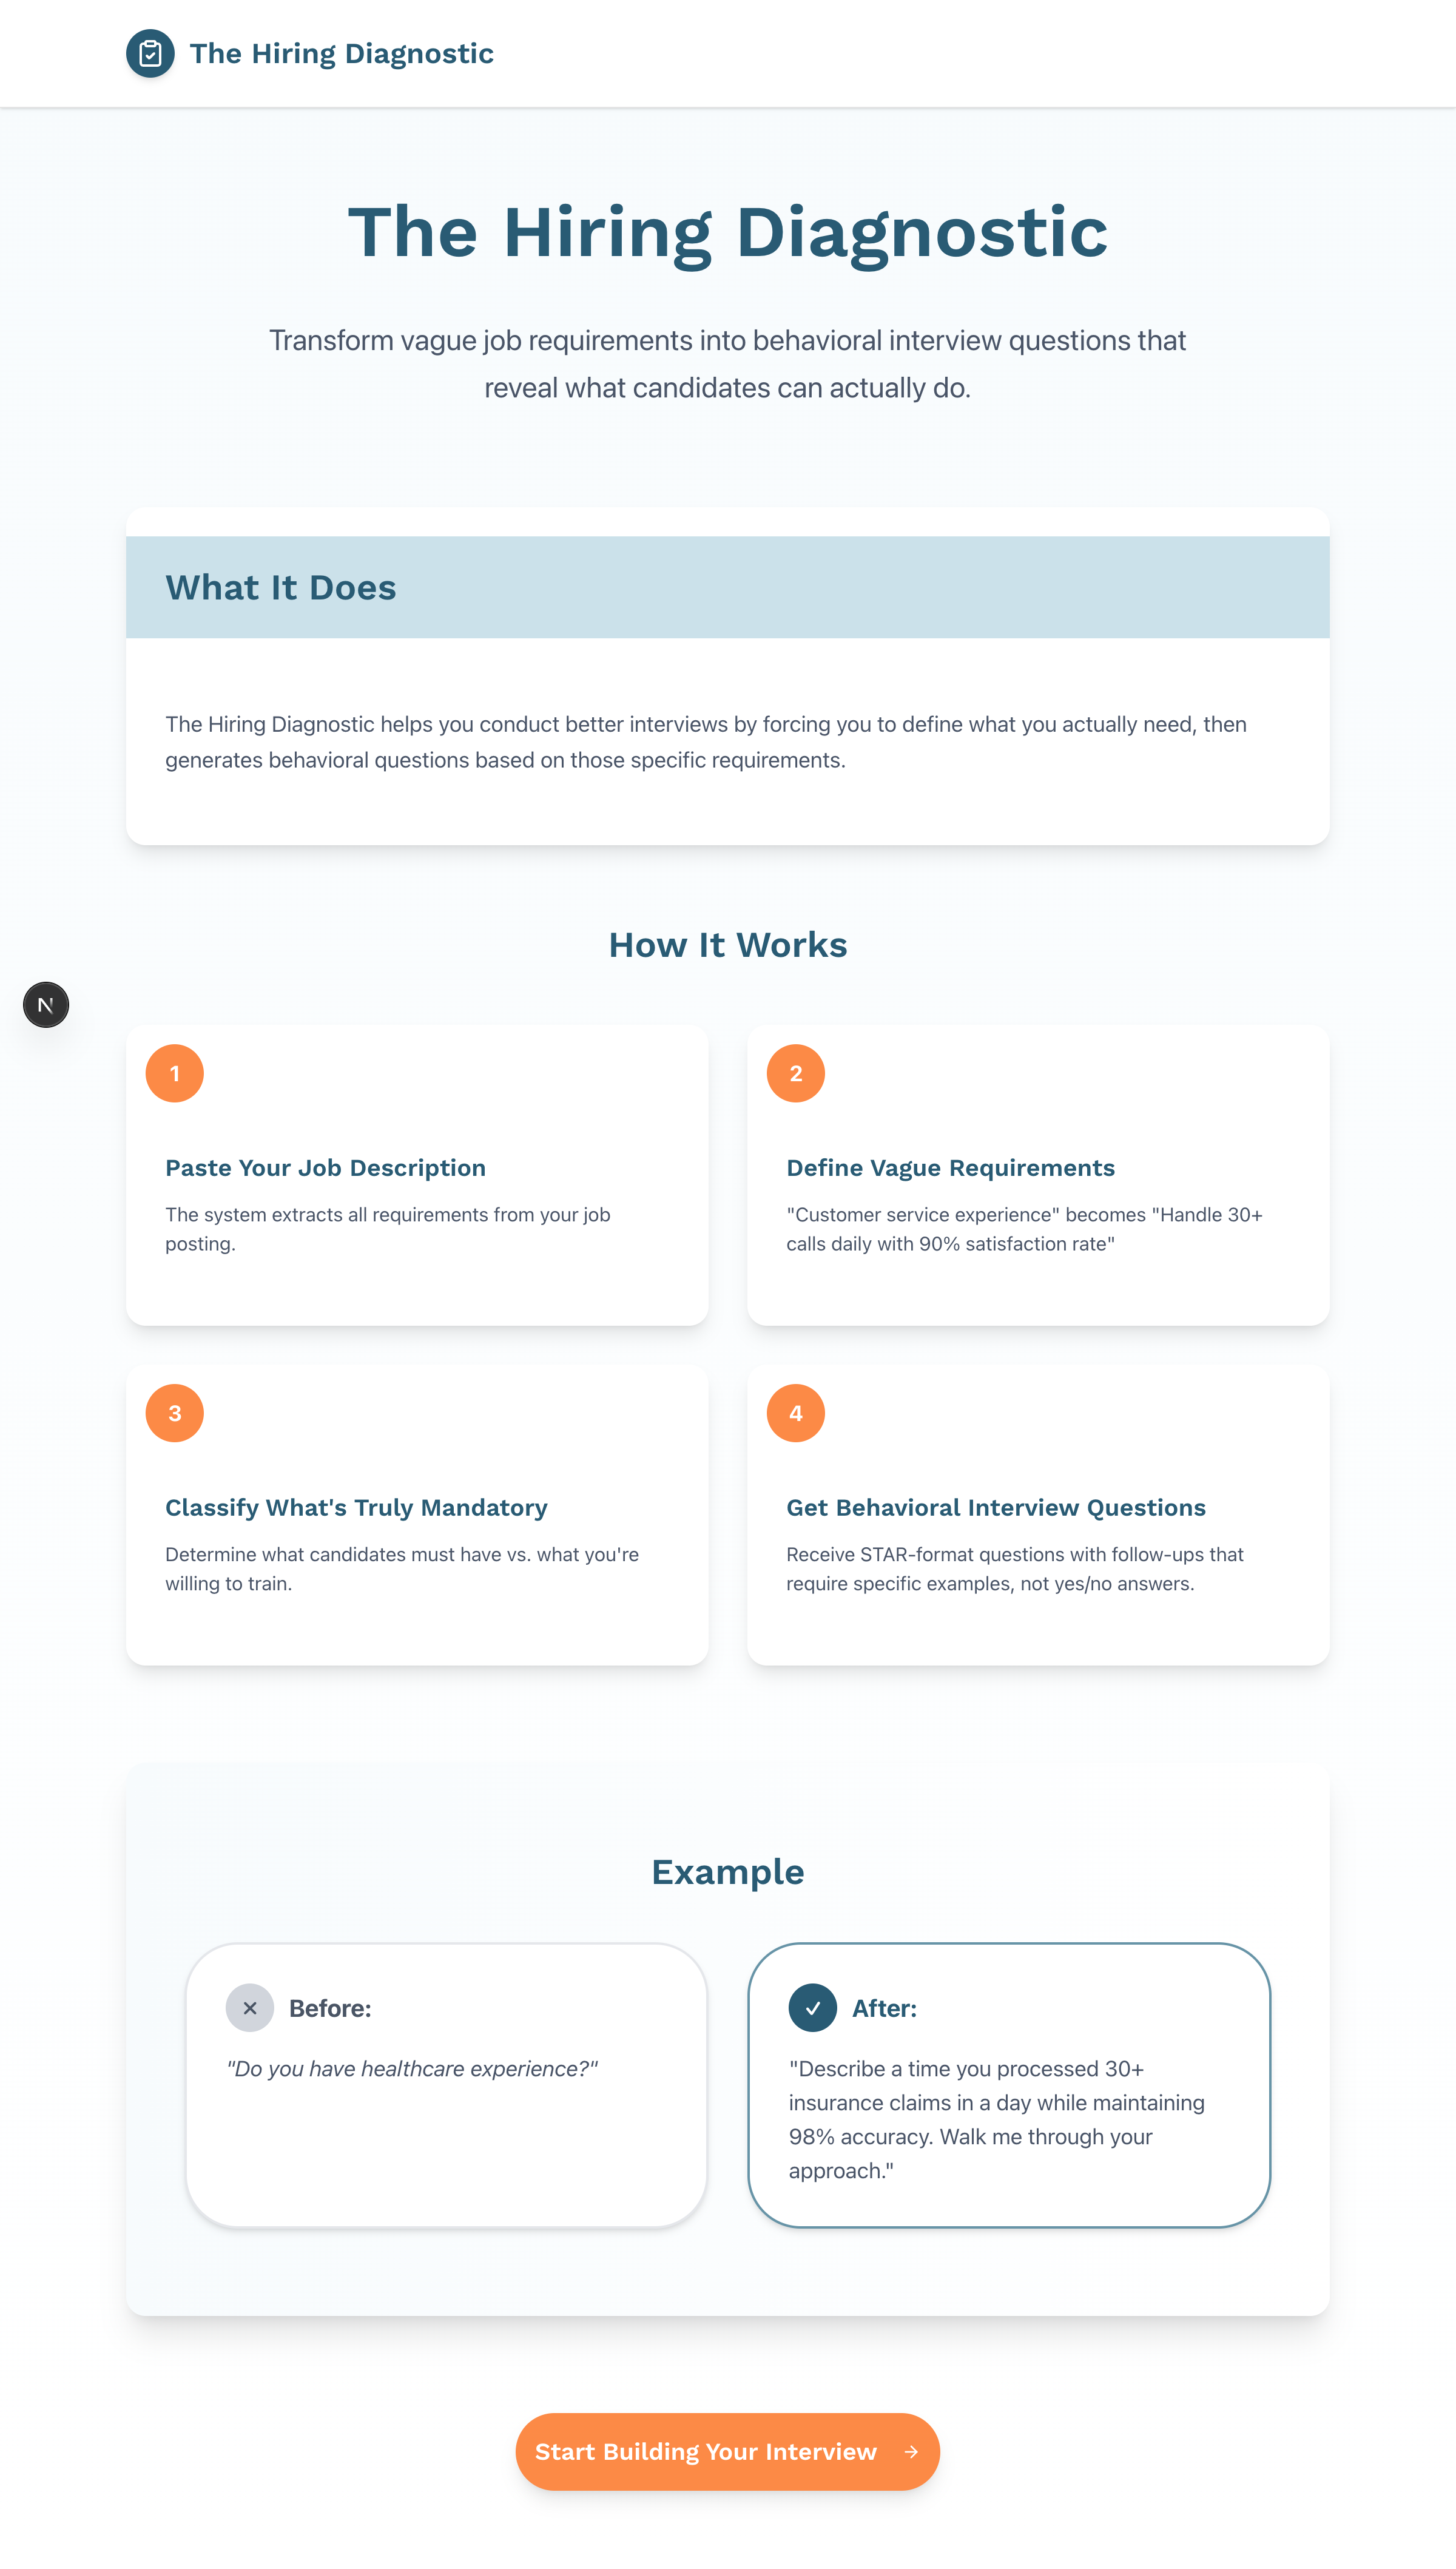 The Hiring Diagnostic
The Hiring Diagnostic
Transform vague job requirements into behavioral interview questions that
reveal what candidates can actually do.
What It Does
The Hiring Diagnostic helps you conduct better interviews by forcing you to define what you actually need, then
generates behavioral questions based on those specific requirements.
How It Works
N
1
Paste Your Job Description
The system extracts all requirements from your job
posting.
2
Define Vague Requirements
"Customer service experience" becomes "Handle 30+
calls daily with 90% satisfaction rate"
3
Classify What's Truly Mandatory
Determine what candidates must have vs. what you're
willing to train.
4
Get Behavioral Interview Questions
Receive STAR-format questions with follow-ups that
require specific examples, not yes/no answers.
Example
Before:
"Do you have healthcare experience?"
After:
"Describe a time you processed 30+
insurance claims in a day while maintaining
98% accuracy. Walk me through your
approach."
Start Building Your Interview